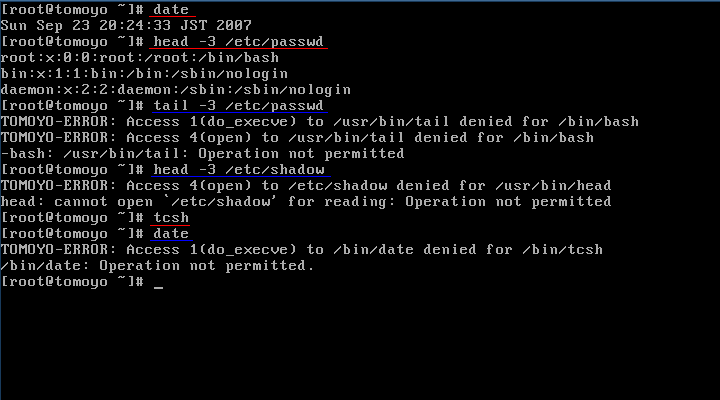 [root@tomoyo ~]# date
Sun Sep 23 20:24:33 JST 2007
[root@tomoyo ~]# head -3 /etc/passwd
root:x:0:0:root:/root:/bin/bash
bin:x:1:1:bin:/bin:/sbin/nologin
daemon:x:2:2:daemon:/sbin:/sbin/nologin
[root@tomoyo ~]# tail -3 /etc/passwd
TOMOYO-ERROR: Access 1(do_execve) to /usr/bin/tail denied for /bin/bash
TOMOYO-ERROR: Access 4(open) to /usr/bin/tail denied for /bin/bash
-bash: /usr/bin/tail: Operation not permitted
[root@tomoyo ~]# head -3 /etc/shadow
TOMOYO-ERROR: Access 4(open) to /etc/shadow denied for /usr/bin/head
head: cannot open `/etc/shadow' for reading: Operation not permitted
[root@tomoyo ~]# tcsh
[root@tomoyo ~]# date
TOMOYO-ERROR: Access 1(do_execve) to /bin/date denied for /bin/tcsh
/bin/date: Operation not permitted.
[root@tomoyo ~]# _